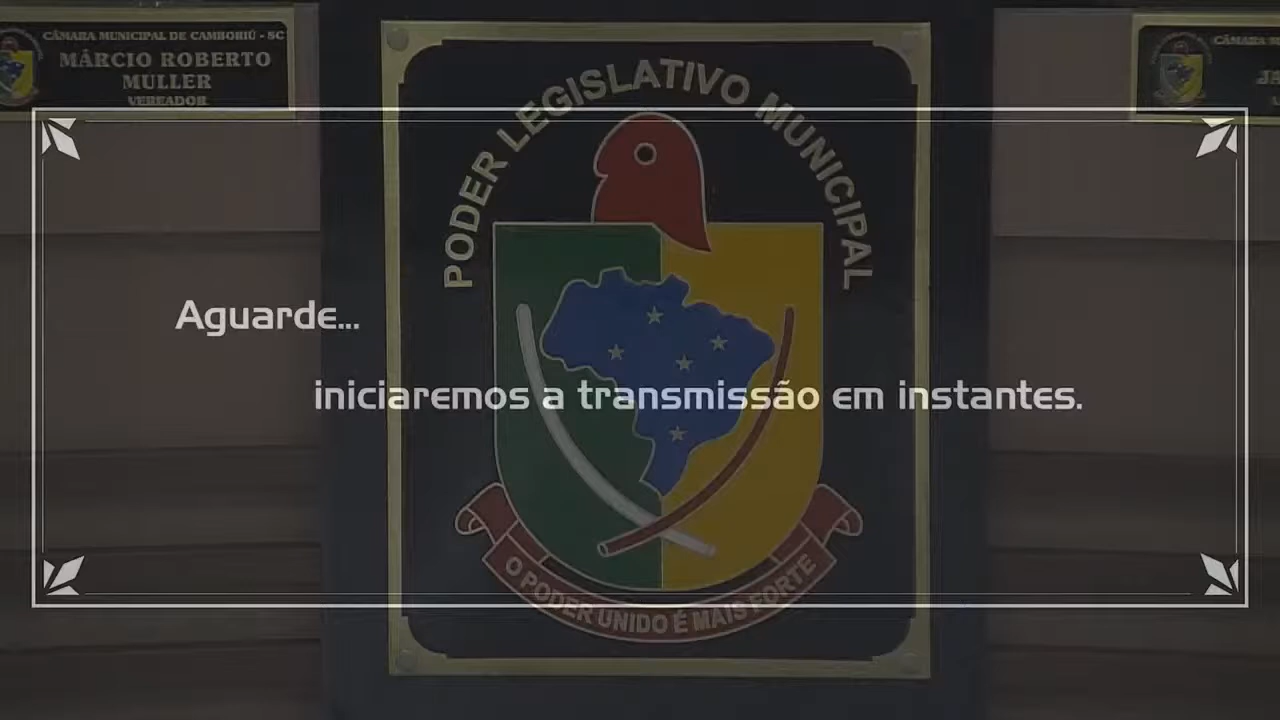 CÂMARA MUNICIPAL DE CAMBORIÚ - SC
MÁRCIO ROBERTO
MULLER
VEREADOR
PODER LEGISLATIVO MUNICIPAL
Aguarde...
iniciaremos a transmissão em instantes.
O PODER UNIDO É MAIS FORTE